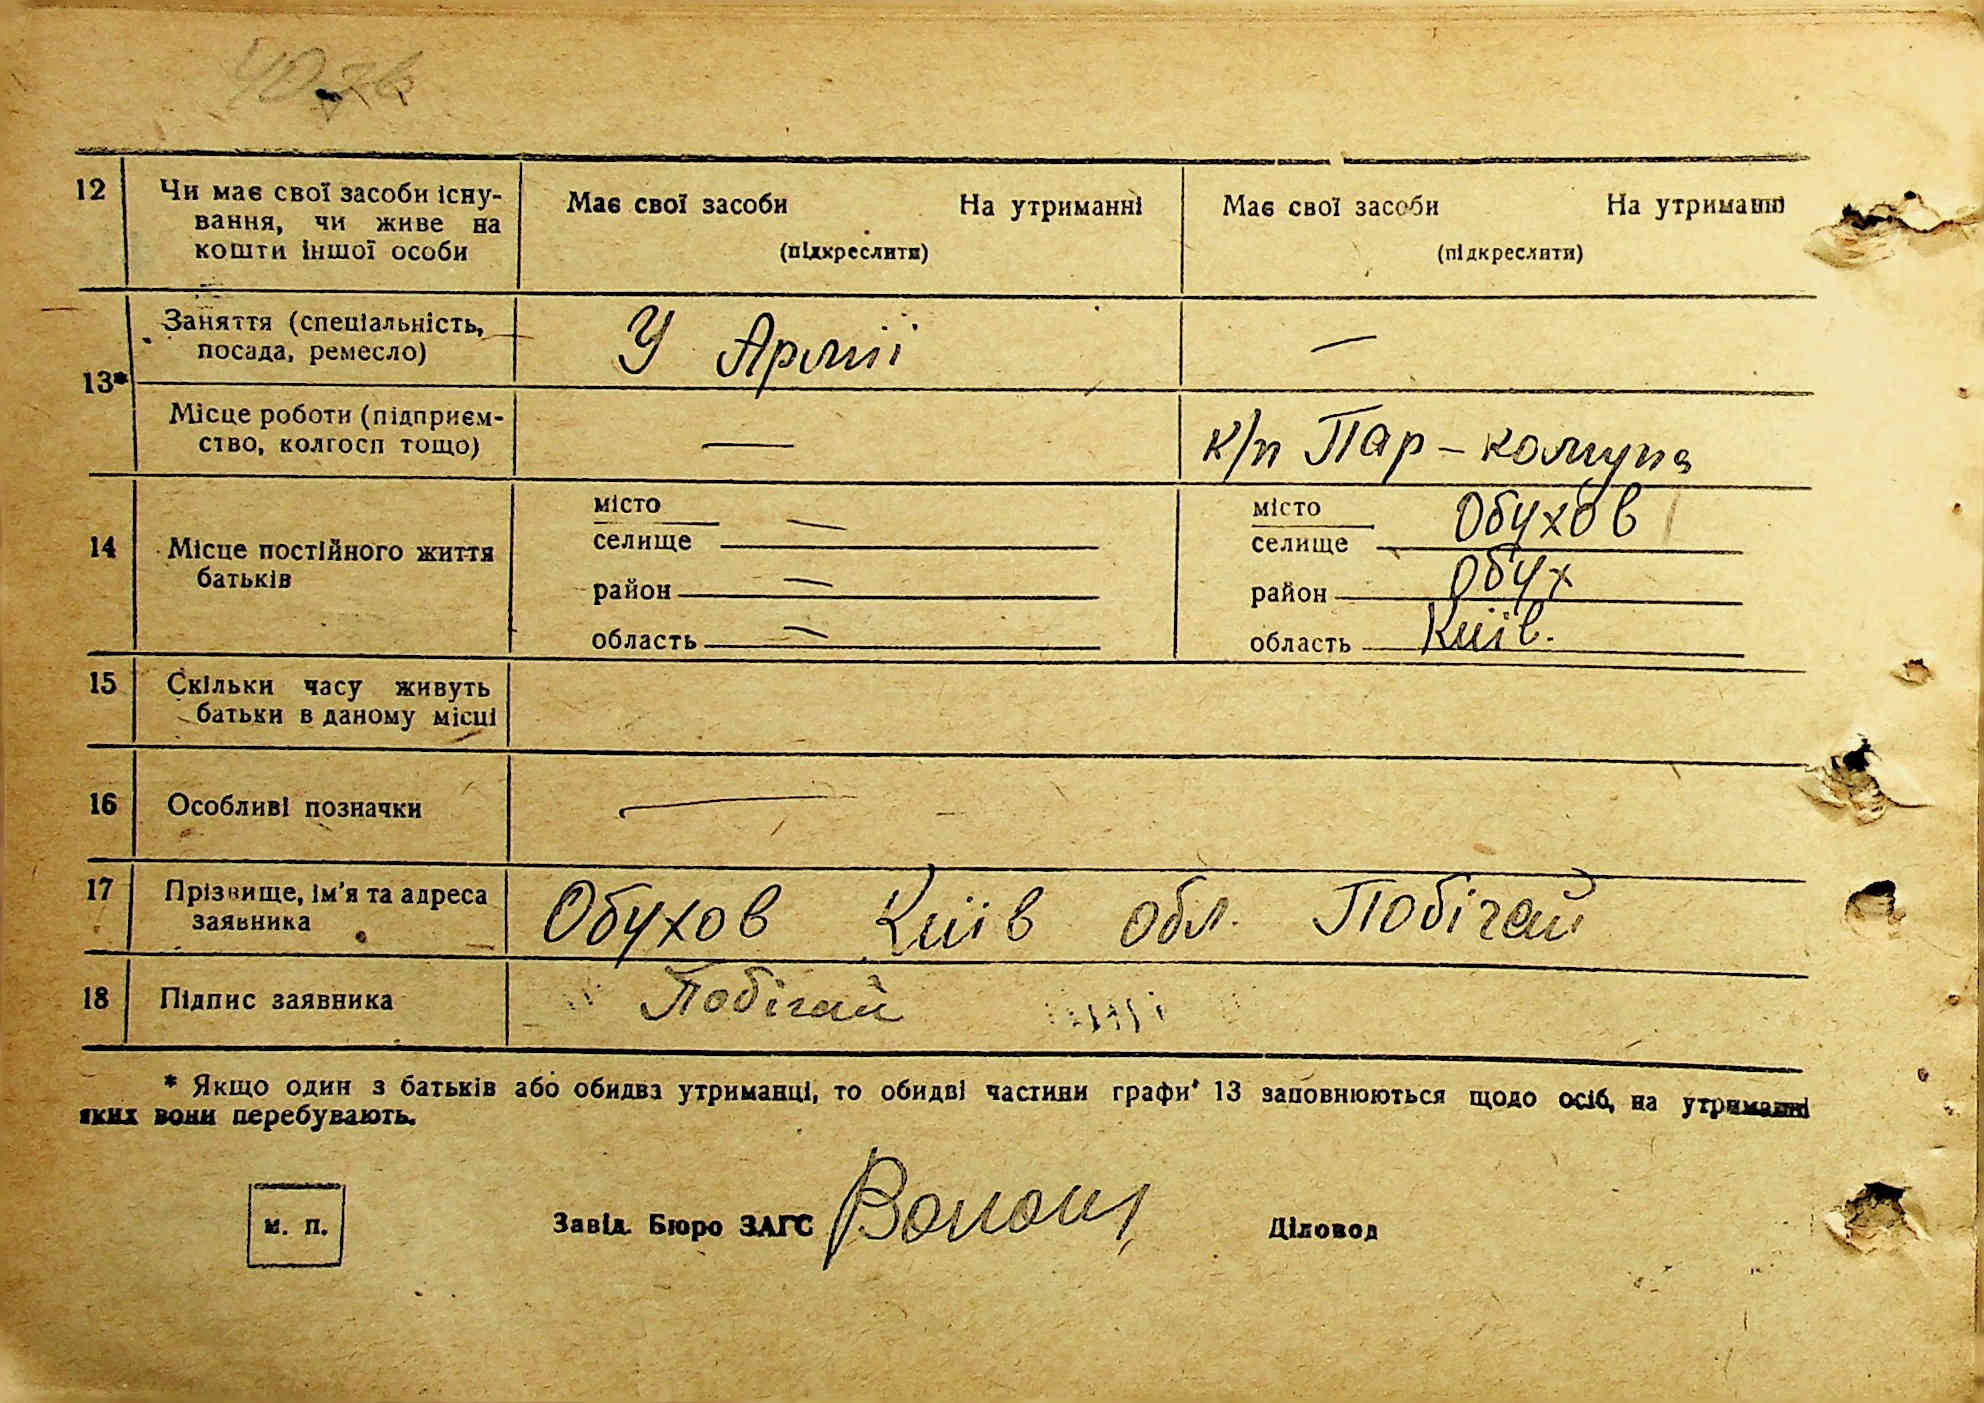 12 Чи має свої засоби існу-
вання, чи живе на
кошти іншої особи
Має свої засоби На утриманні
(підкреслити)
Має свої засоби На утриманні
(підкреслити)
13*
Заняття (спеціальність,
посада, ремесло)
У Армії
—
Місце роботи (підприєм-
ство, колгосп тощо)
—
к/п Пар-комуна
14 Місце постійного життя
батьків
місто
селище —
район —
область —
місто
селище Обухов
район Обух
область Київ.
15 Скільки часу живуть
батьки в даному місці
16 Особливі позначки —
17 Прізвище, ім'я та адреса
заявника
Обухов Київ обл. Побігай
18 Підпис заявника Побігай
* Якщо один з батьків або обидва утриманці, то обидві частини графи 13 заповнюються щодо осіб, на утриманні
яких вони перебувають.
м. п. Завід. Бюро ЗАГС Діловод